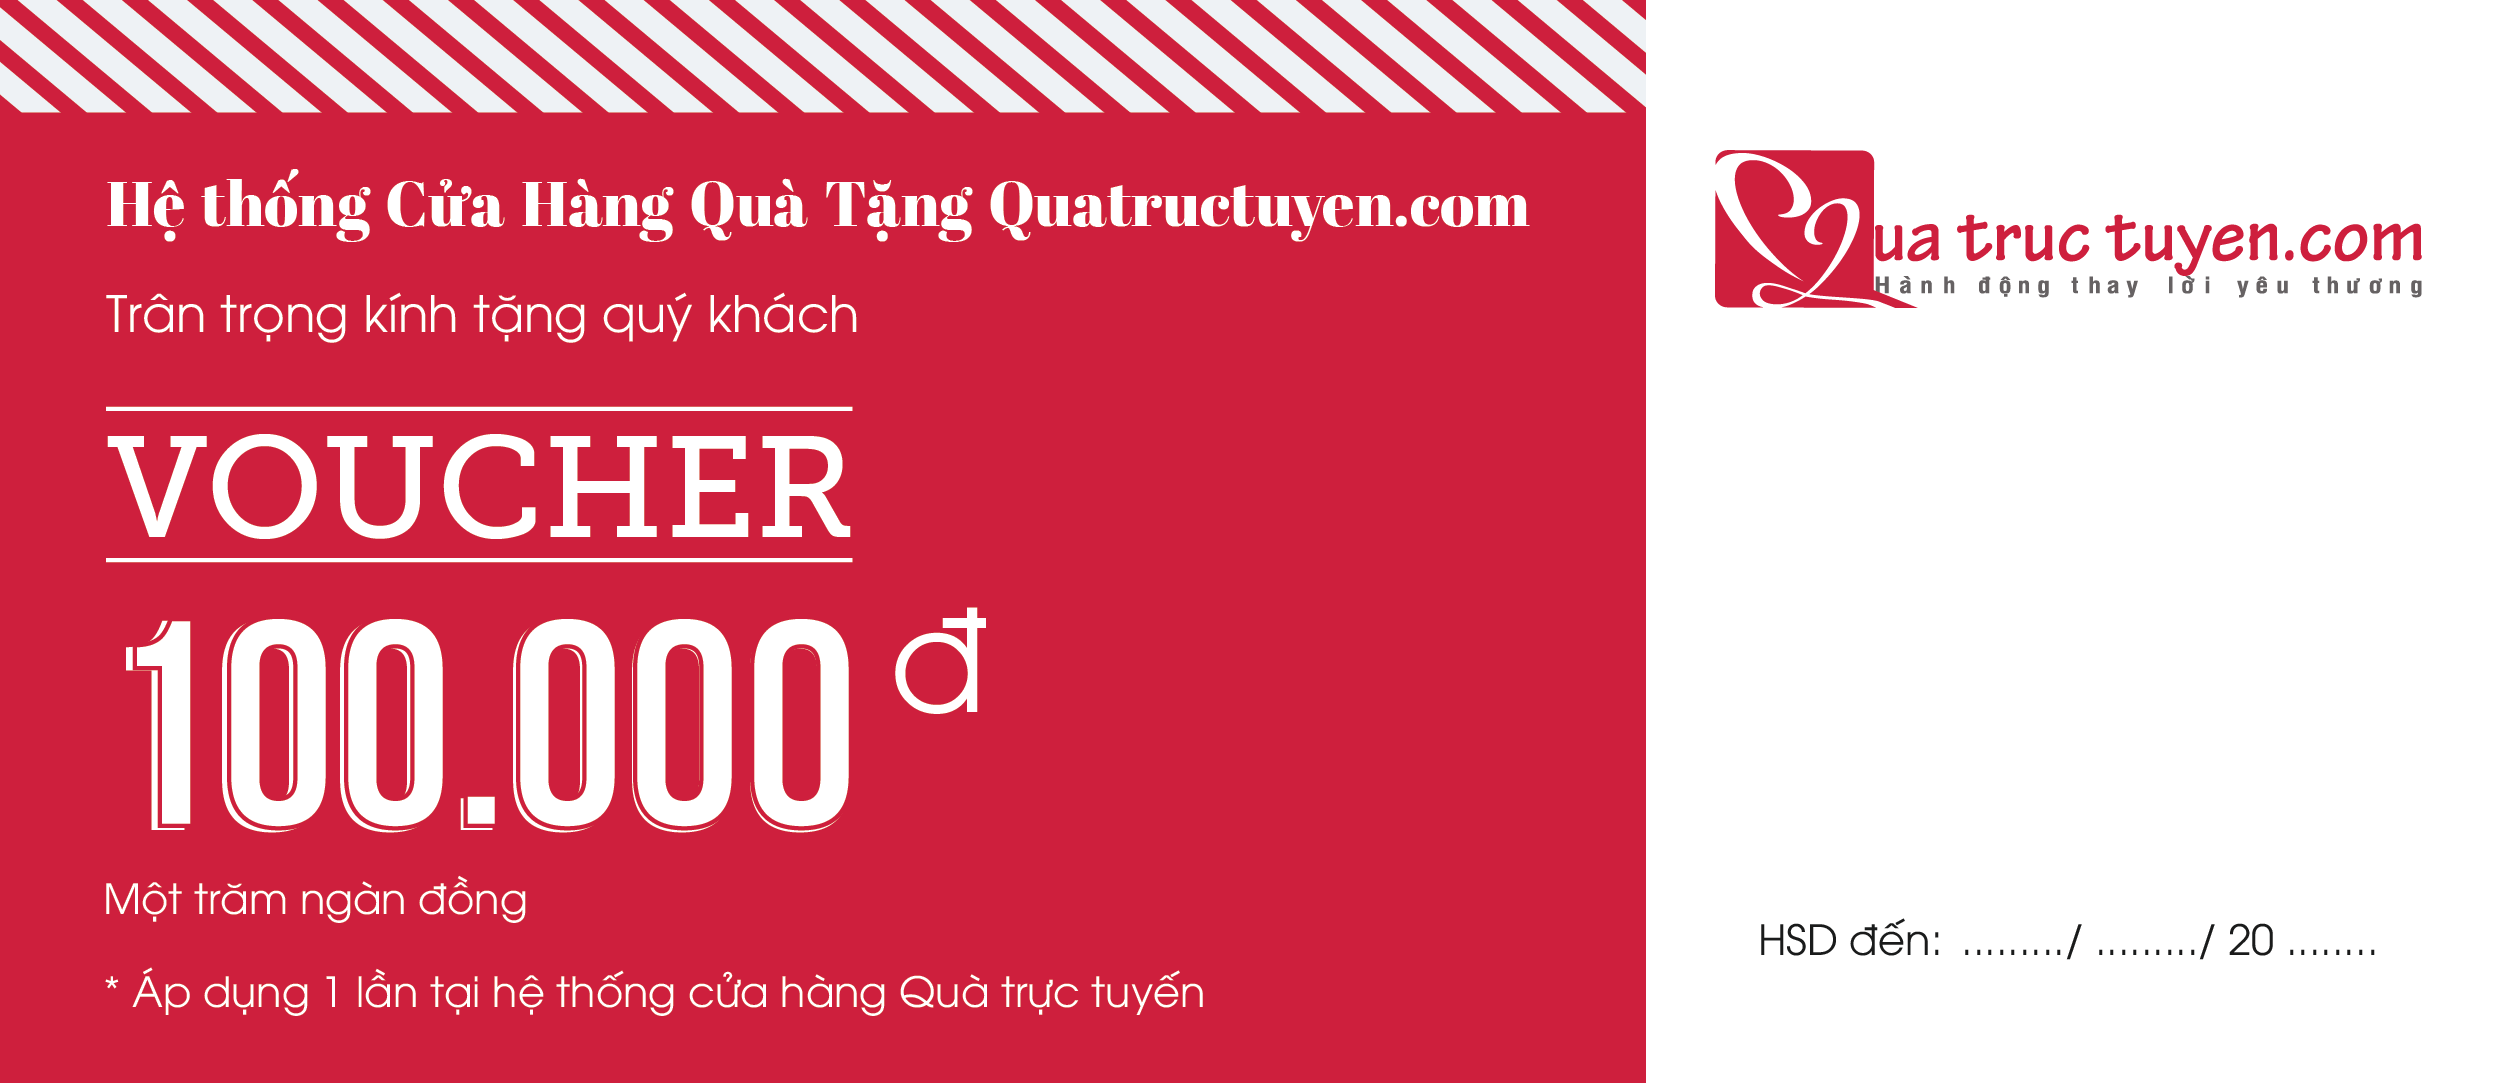 Hệ thống Cửa Hàng Quà Tặng Quatructuyen.com
Trân trọng kính tặng quý khách
VOUCHER
100.000 đ
Một trăm ngàn đồng
* Áp dụng 1 lần tại hệ thống cửa hàng Quà trực tuyến
Qua truc tuyen.com
Hành động thay lời yêu thương
HSD đến: ........./ ........./ 20 ........